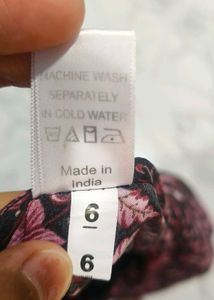 MACHINE WASH
SEPARATELY
IN COLD WATER
Made in
India
6
6